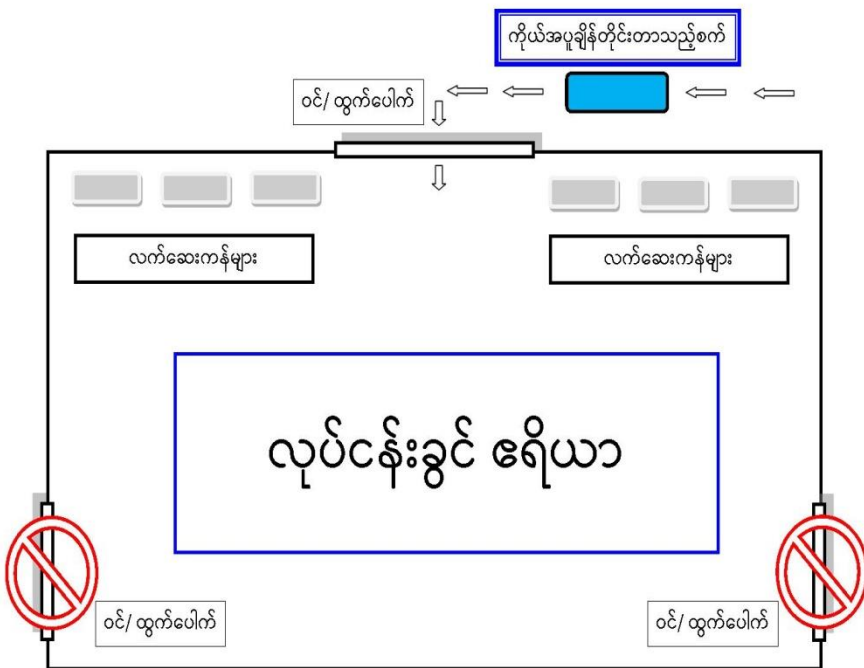 ကိုယ်အပူချိန်တိုင်းတာသည့်စက်
ဝင်/ ထွက်ပေါက်
လက်ဆေးကန်များ
လက်ဆေးကန်များ
လုပ်ငန်းခွင် ဧရိယာ
ဝင်/ ထွက်ပေါက်
ဝင်/ ထွက်ပေါက်